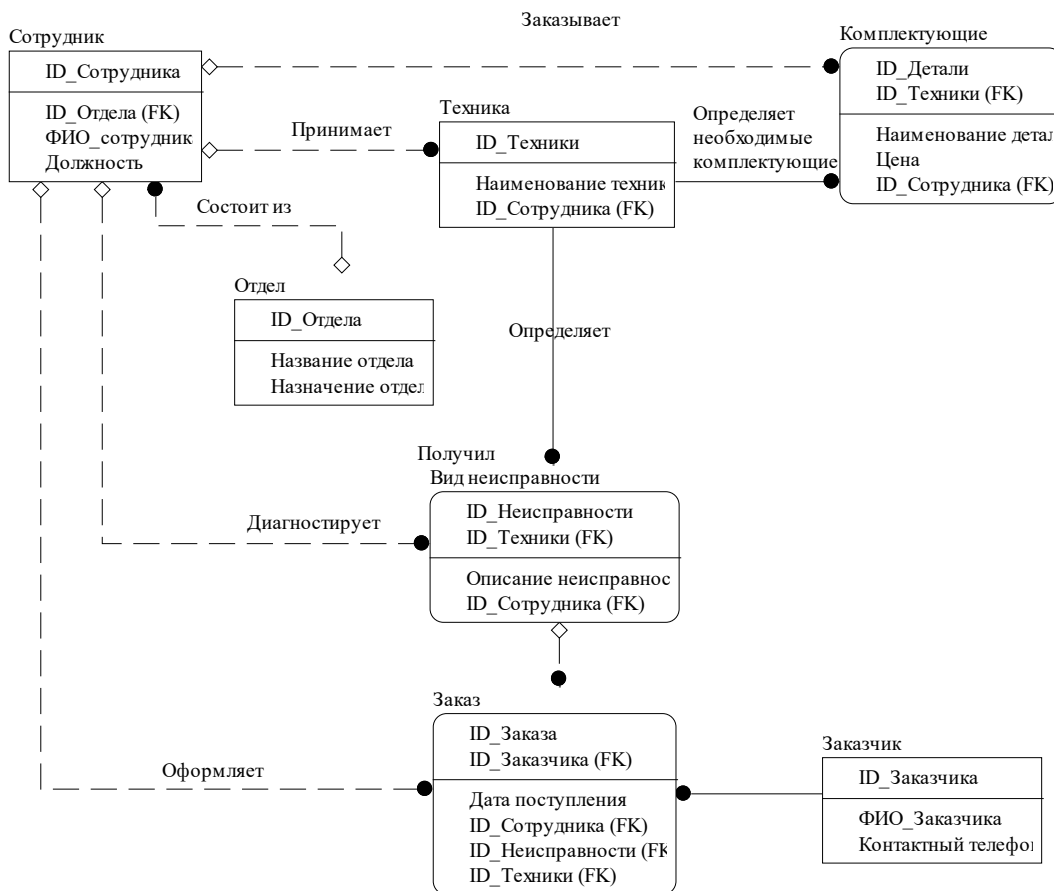 Заказывает
Сотрудник
ID_Сотрудника
ID_Отдела (FK)
ФИО_сотрудник
Должность
Комплектующие
ID_Детали
ID_Техники (FK)
Наименование детал
Цена
ID_Сотрудника (FK)
Принимает
Техника
ID_Техники
Наименование техник
ID_Сотрудника (FK)
Определяет
необходимые
комплектующие
Состоит из
Отдел
ID_Отдела
Название отдела
Назначение отдел
Определяет
Получил
Вид неисправности
ID_Неисправности
ID_Техники (FK)
Описание неисправнос
ID_Сотрудника (FK)
Диагностирует
Заказ
ID_Заказа
ID_Заказчика (FK)
Дата поступления
ID_Сотрудника (FK)
ID_Неисправности (FK
ID_Техники (FK)
Оформляет
Заказчик
ID_Заказчика
ФИО_Заказчика
Контактный телефо